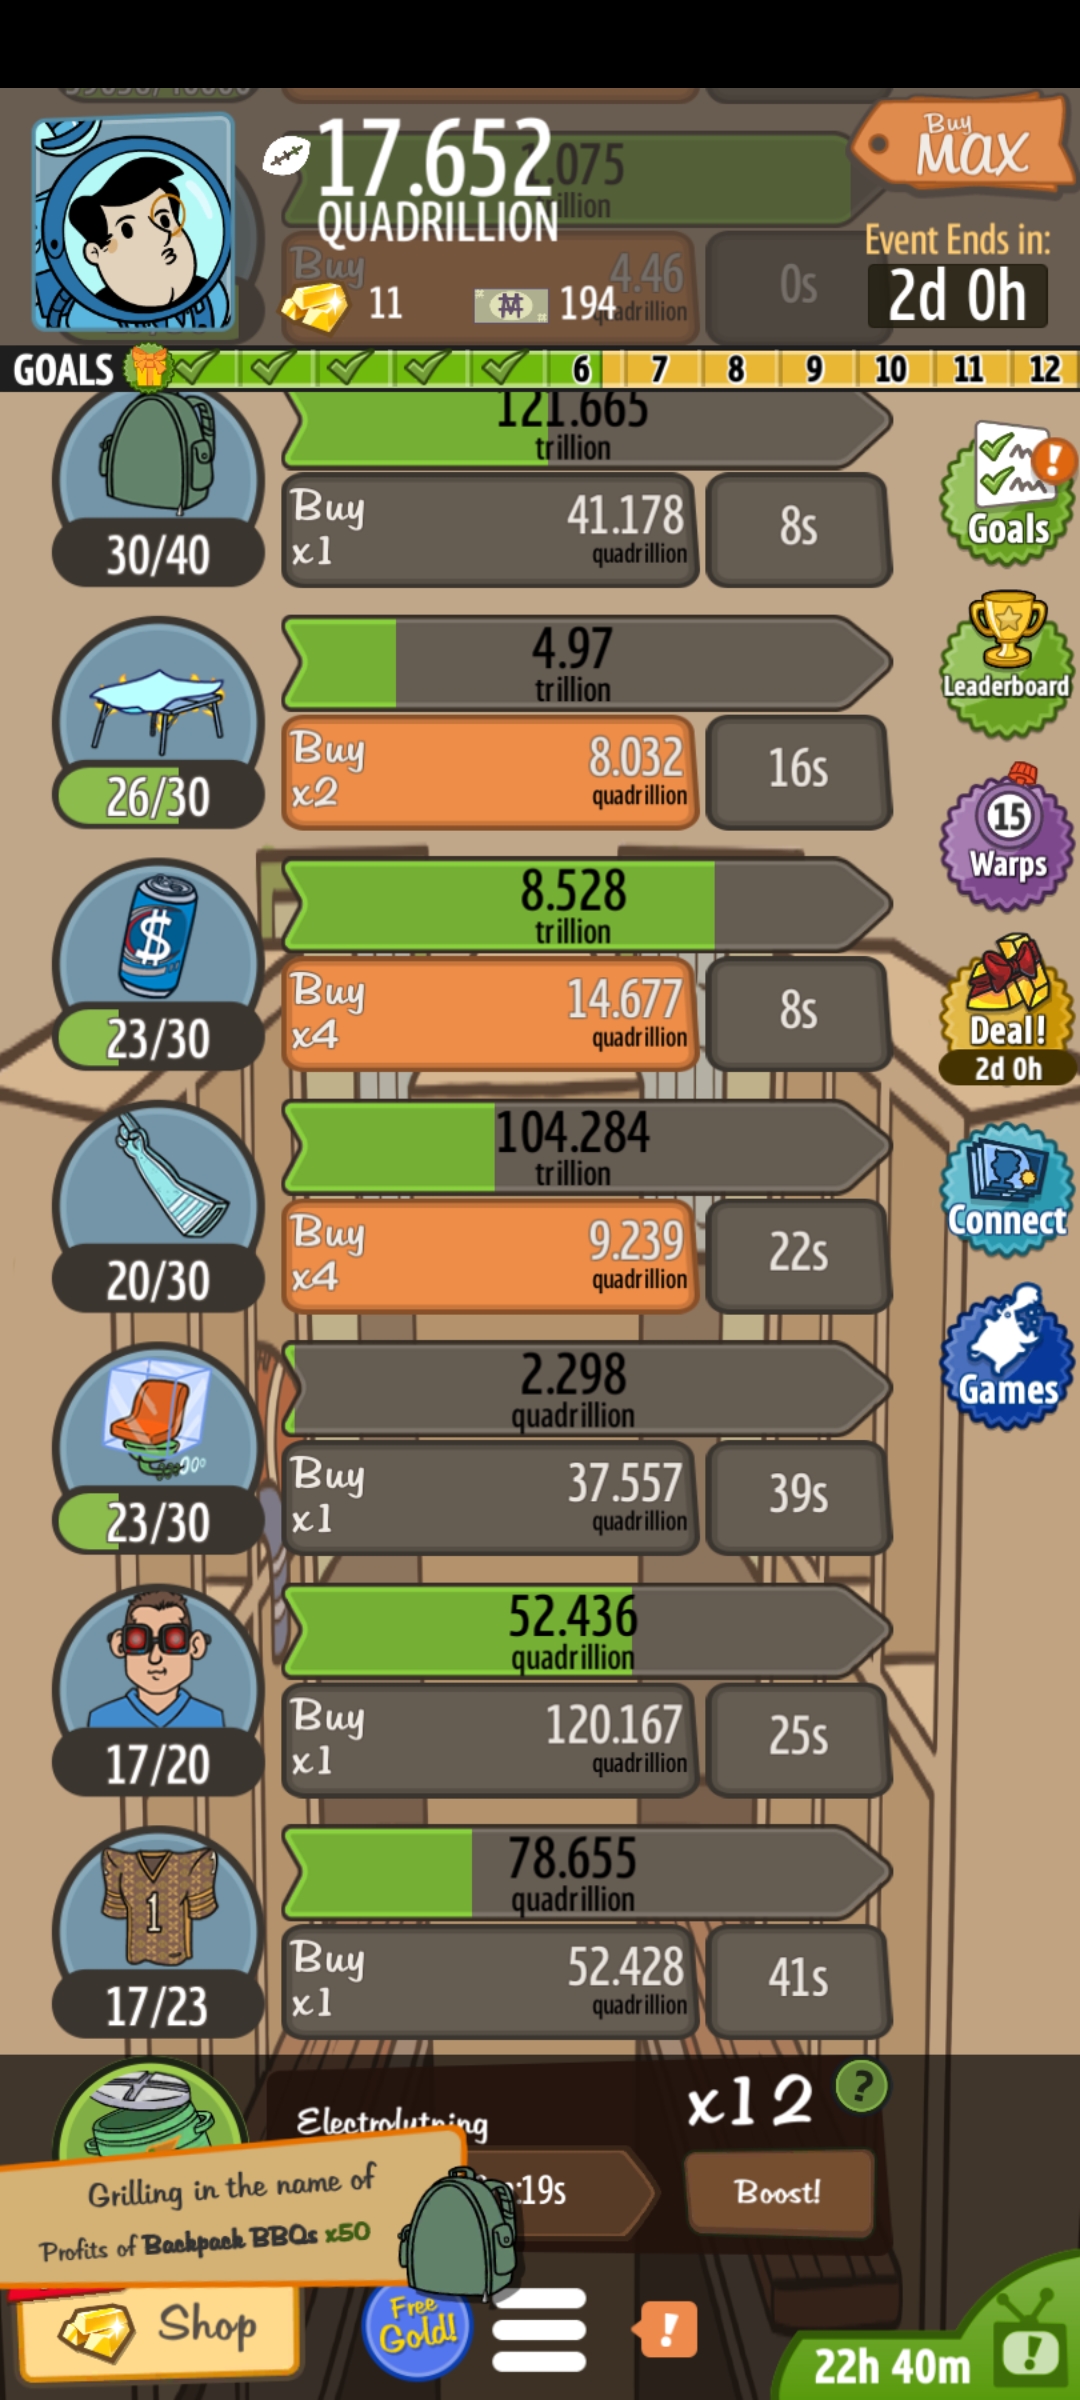 17.652
QUADRILLION
Buy
MAX
Event Ends in:
2d 0h
11
194
Buy
4.46
0s
GOALS
6
7
8
9
10
11
12
121.665
trillion
Buy
x1
41.178
quadrillion
8s
30/40
Goals
4.97
trillion
Buy
x2
8.032
quadrillion
16s
26/30
Leaderboard
8.528
trillion
Buy
x4
14.677
quadrillion
8s
23/30
15
Warps
Deal!
2d 0h
104.284
trillion
Buy
x4
9.239
quadrillion
22s
20/30
Connect
2.298
quadrillion
Buy
x1
37.557
quadrillion
39s
23/30
Games
52.436
quadrillion
Buy
x1
120.167
quadrillion
25s
17/20
78.655
quadrillion
Buy
x1
52.428
quadrillion
41s
1
17/23
Electrolytning
x12
?
:19s
Boost!
Grilling in the name of
Profits of Backpack BBQs x50
Shop
Free
Gold!
!
22h 40m